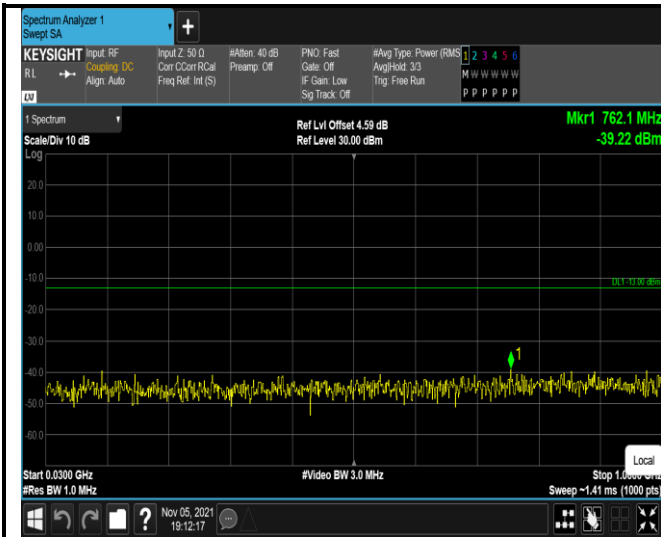 Spectrum Analyzer 1
Swept SA
+
KEYSIGHT
RL
LXI
Input: RF
Coupling: DC
Align: Auto
Input Z: 50 Ω
Corr CCorr RCal
Freq Ref: Int (S)
#Atten: 40 dB
Preamp: Off
PNO: Fast
Gate: Off
IF Gain: Low
Sig Track: Off
#Avg Type: Power (RMS
Avg|Hold: 3/3
Trig: Free Run
1 2 3 4 5 6
M W W W W W
P P P P P P
1 Spectrum
Scale/Div 10 dB
Log
Ref Lvl Offset 4.59 dB
Ref Level 30.00 dBm
Mkr1 762.1 MHz
-39.22 dBm
20.0
10.0
0.00
-10.0
DL1 -13.00 dBm
-20.0
-30.0
1
-40.0
-50.0
-60.0
Local
Start 0.0300 GHz
#Res BW 1.0 MHz
#Video BW 3.0 MHz
Sweep ~1.41 ms (1000 pts)
?
Nov 05, 2021
19:12:17